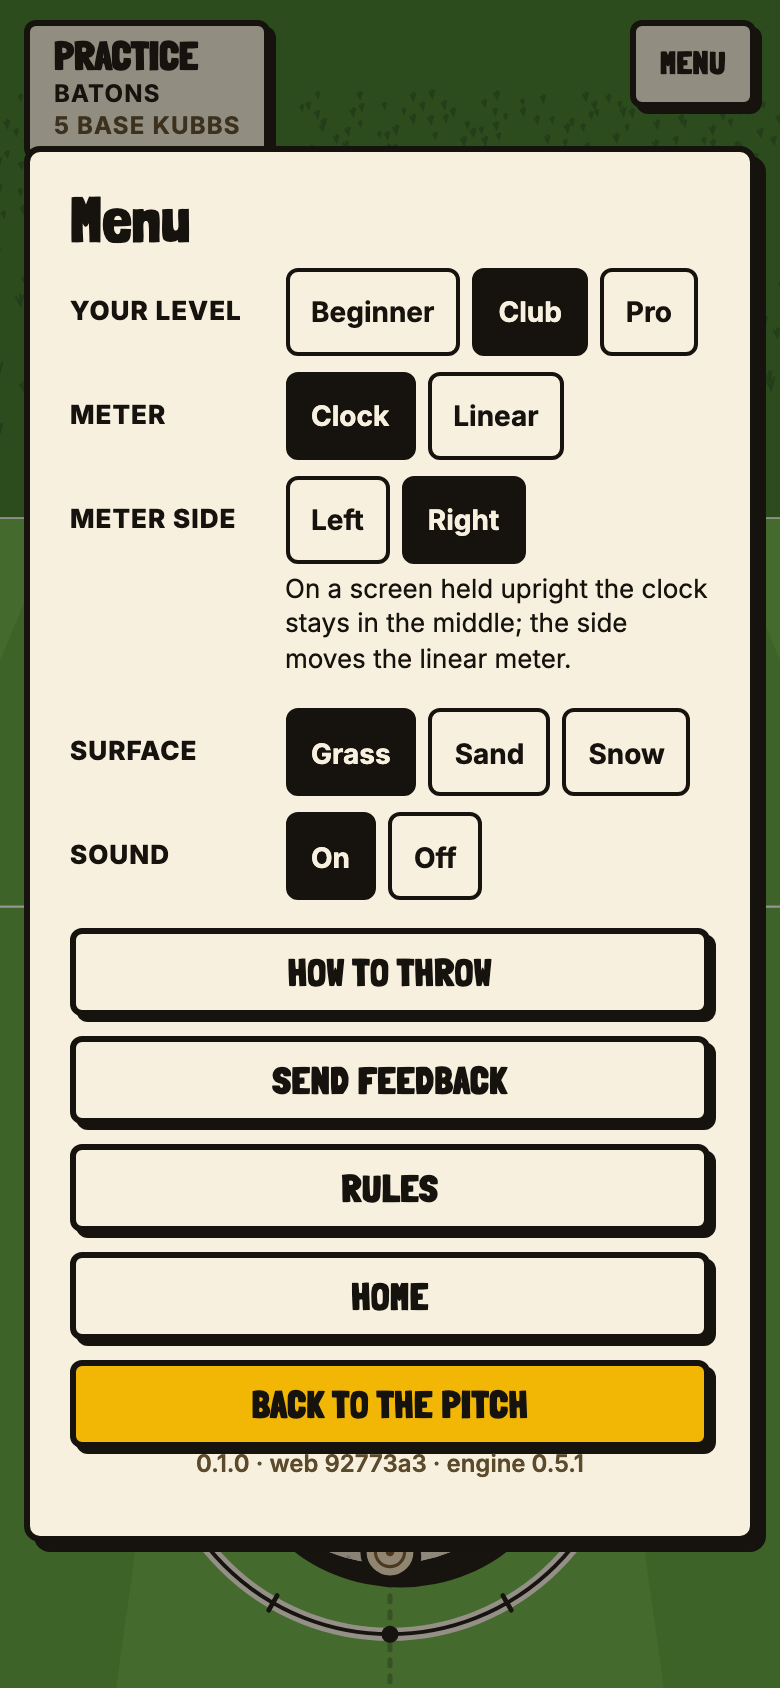 PRACTICE
BATONS
5 BASE KUBBS
MENU
Menu
YOUR LEVEL Beginner Club Pro
METER Clock Linear
METER SIDE Left Right
On a screen held upright the clock
stays in the middle; the side
moves the linear meter.
SURFACE Grass Sand Snow
SOUND On Off
HOW TO THROW
SEND FEEDBACK
RULES
HOME
BACK TO THE PITCH
0.1.0 · web 92773a3 · engine 0.5.1